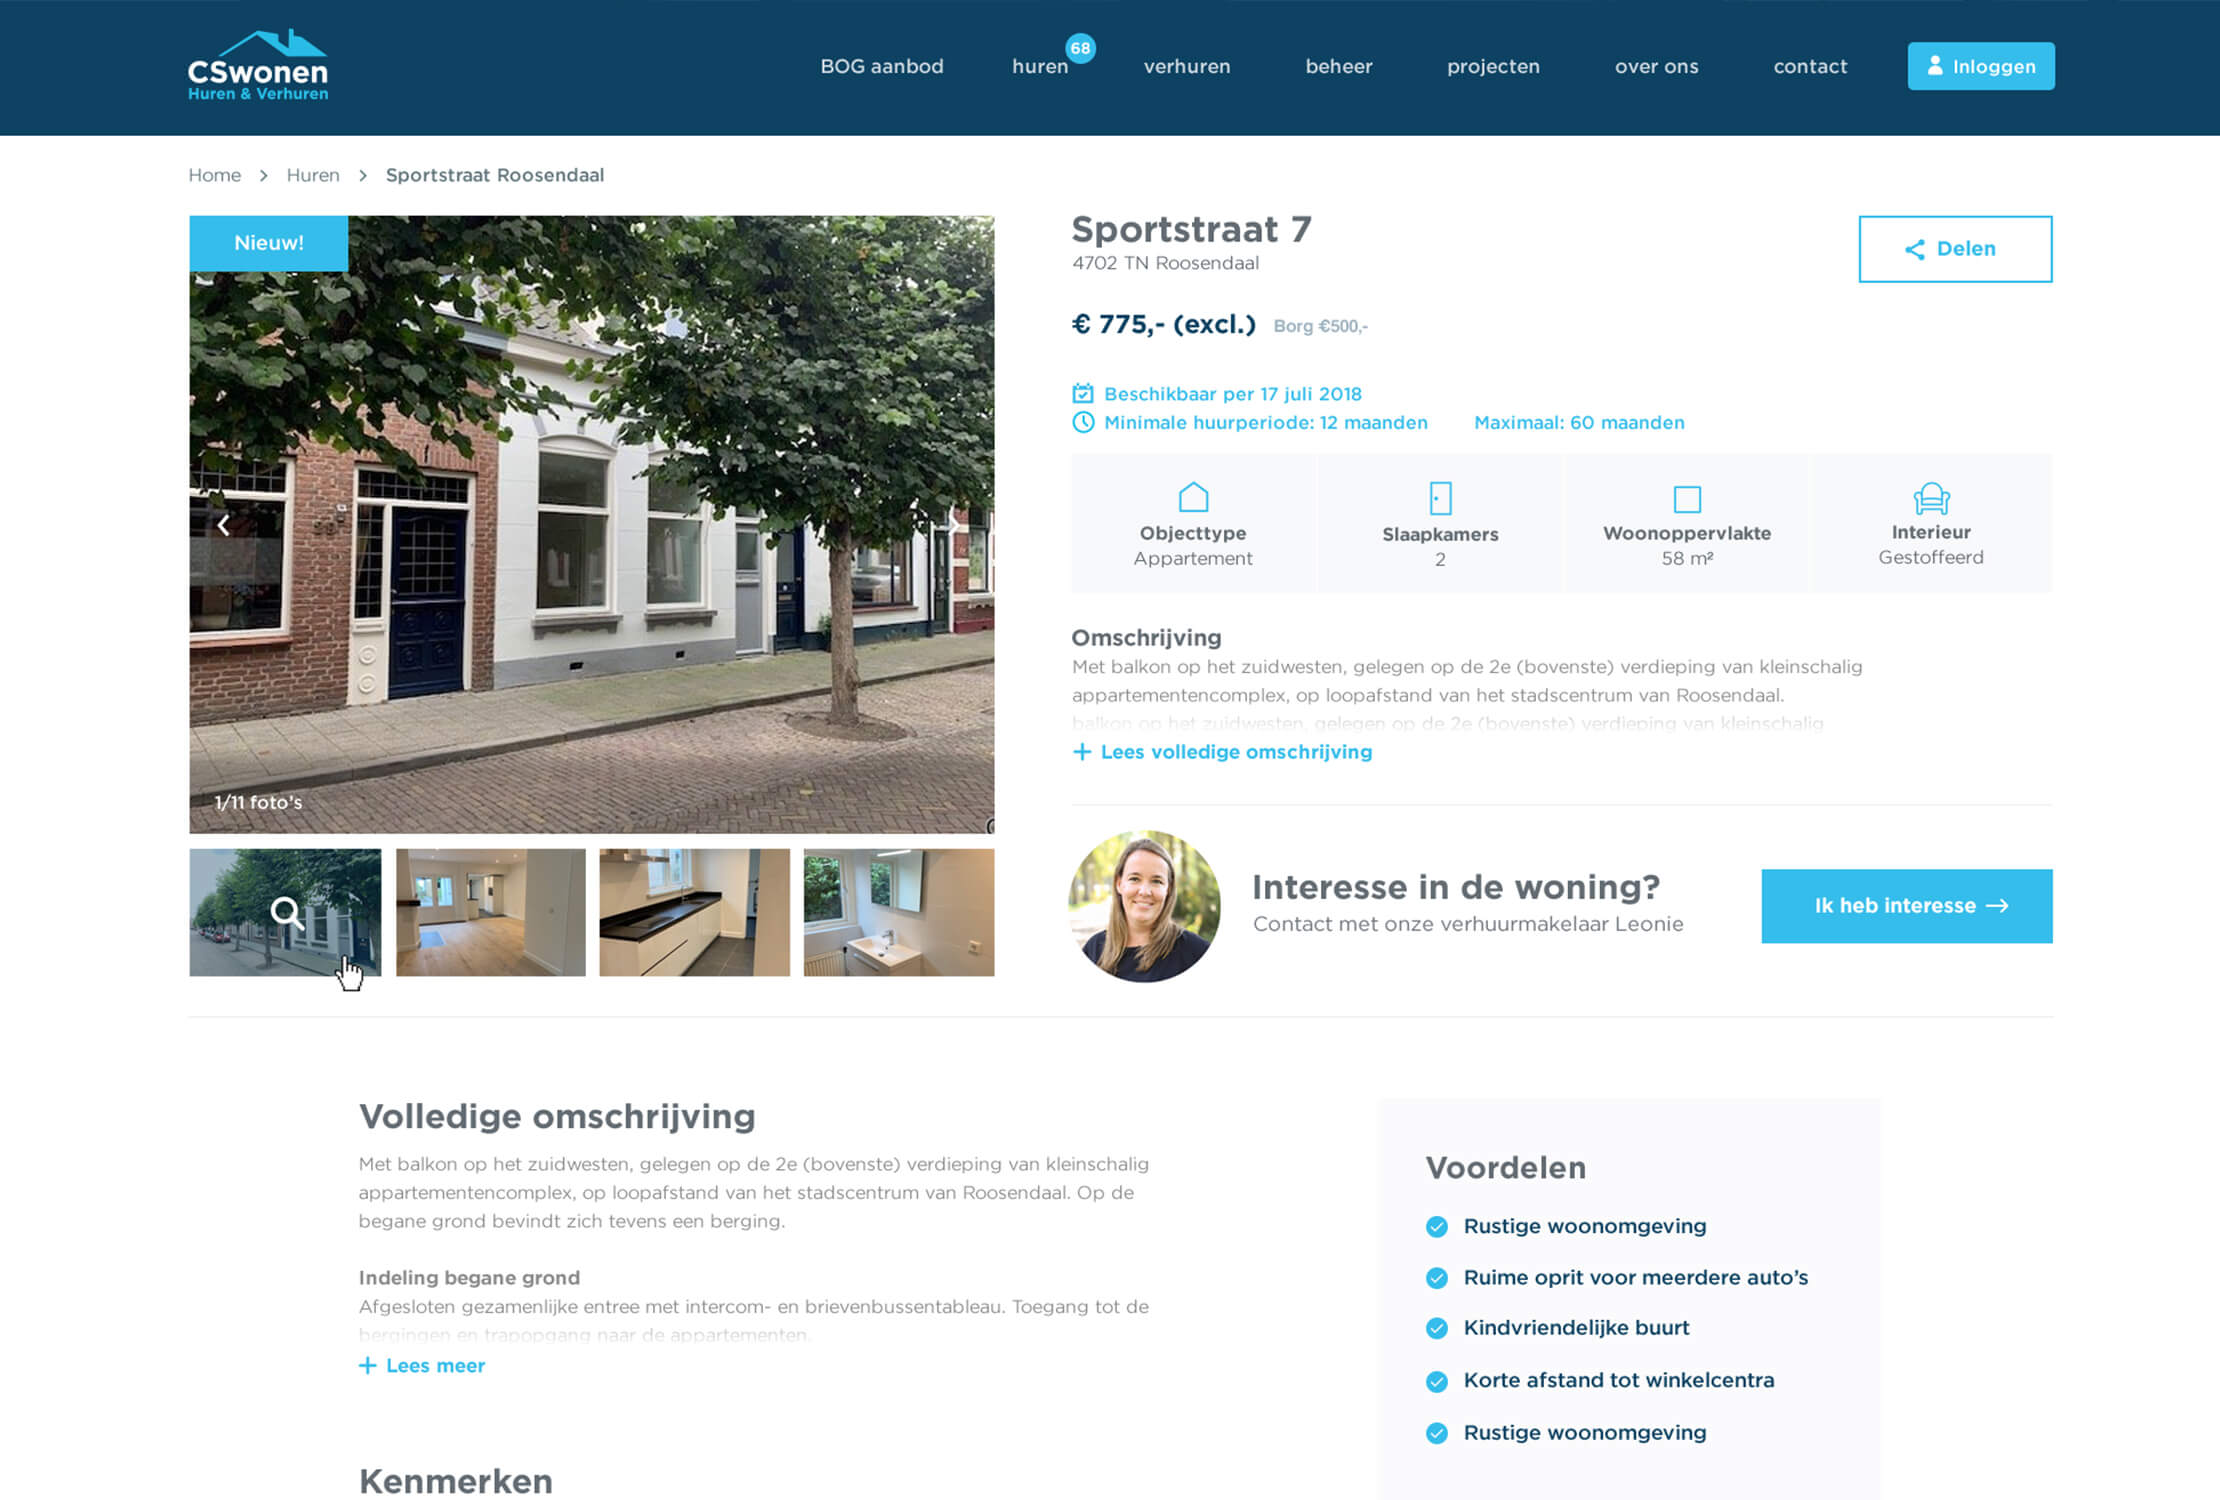 CSwonen
Huren & Verhuren
BOG aanbod
huren
68
verhuren
beheer
projecten
over ons
contact
Inloggen
Home > Huren > Sportstraat Roosendaal
Nieuw!
1/11 foto's
Sportstraat 7
4702 TN Roosendaal
Delen
€ 775,- (excl.) Borg €500,-
Beschikbaar per 17 juli 2018
Minimale huurperiode: 12 maanden Maximaal: 60 maanden
Objecttype
Appartement
Slaapkamers
2
Woonoppervlakte
58 m²
Interieur
Gestoffeerd
Omschrijving
Met balkon op het zuidwesten, gelegen op de 2e (bovenste) verdieping van kleinschalig
appartementencomplex, op loopafstand van het stadscentrum van Roosendaal.
balkon op het zuidwesten, gelegen op de 2e (bovenste) verdieping van kleinschalig
+ Lees volledige omschrijving
Interesse in de woning?
Contact met onze verhuurmakelaar Leonie
Ik heb interesse →
Volledige omschrijving
Met balkon op het zuidwesten, gelegen op de 2e (bovenste) verdieping van kleinschalig
appartementencomplex, op loopafstand van het stadscentrum van Roosendaal. Op de
begane grond bevindt zich tevens een berging.
Indeling begane grond
Afgesloten gezamenlijke entree met intercom- en brievenbussentableau. Toegang tot de
bergingen en trapopgang naar de appartementen.
+ Lees meer
Kenmerken
Voordelen
Rustige woonomgeving
Ruime oprit voor meerdere auto's
Kindvriendelijke buurt
Korte afstand tot winkelcentra
Rustige woonomgeving